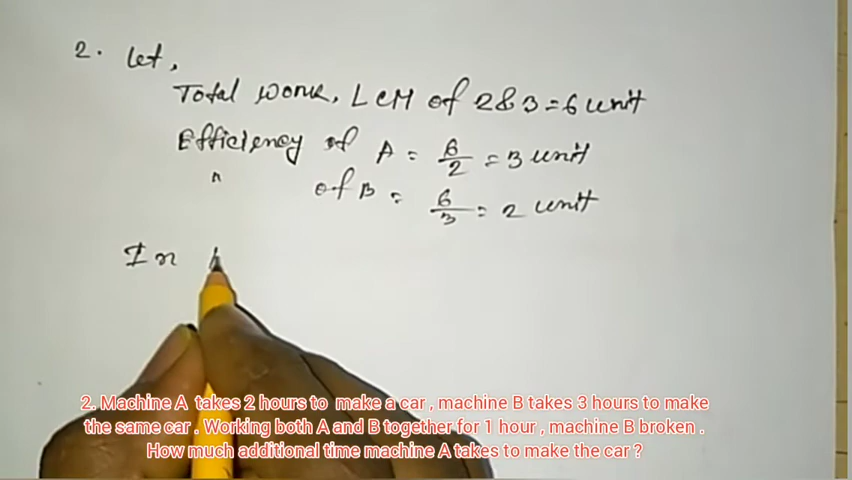 2. Let,
Total work, LCM of 2 & 3 = 6 unit
Efficiency of A = 6/2 = 3 unit
" of B = 6/3 = 2 unit
In 1
2. Machine A takes 2 hours to make a car , machine B takes 3 hours to make
the same car . Working both A and B together for 1 hour , machine B broken .
How much additional time machine A takes to make the car ?